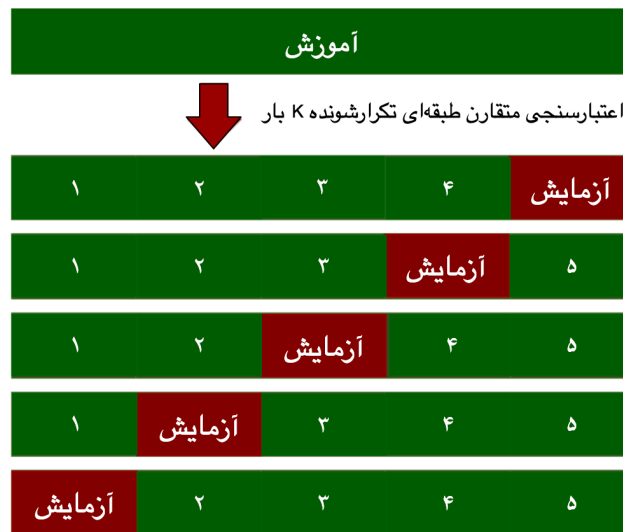 آموزش
اعتبارسنجی متقارن طبقه‌ای تکرارشونده K بار
۱ ۲ ۳ ۴ آزمایش
۱ ۲ ۳ آزمایش ۵
۱ ۲ آزمایش ۴ ۵
۱ آزمایش ۳ ۴ ۵
آزمایش ۲ ۳ ۴ ۵